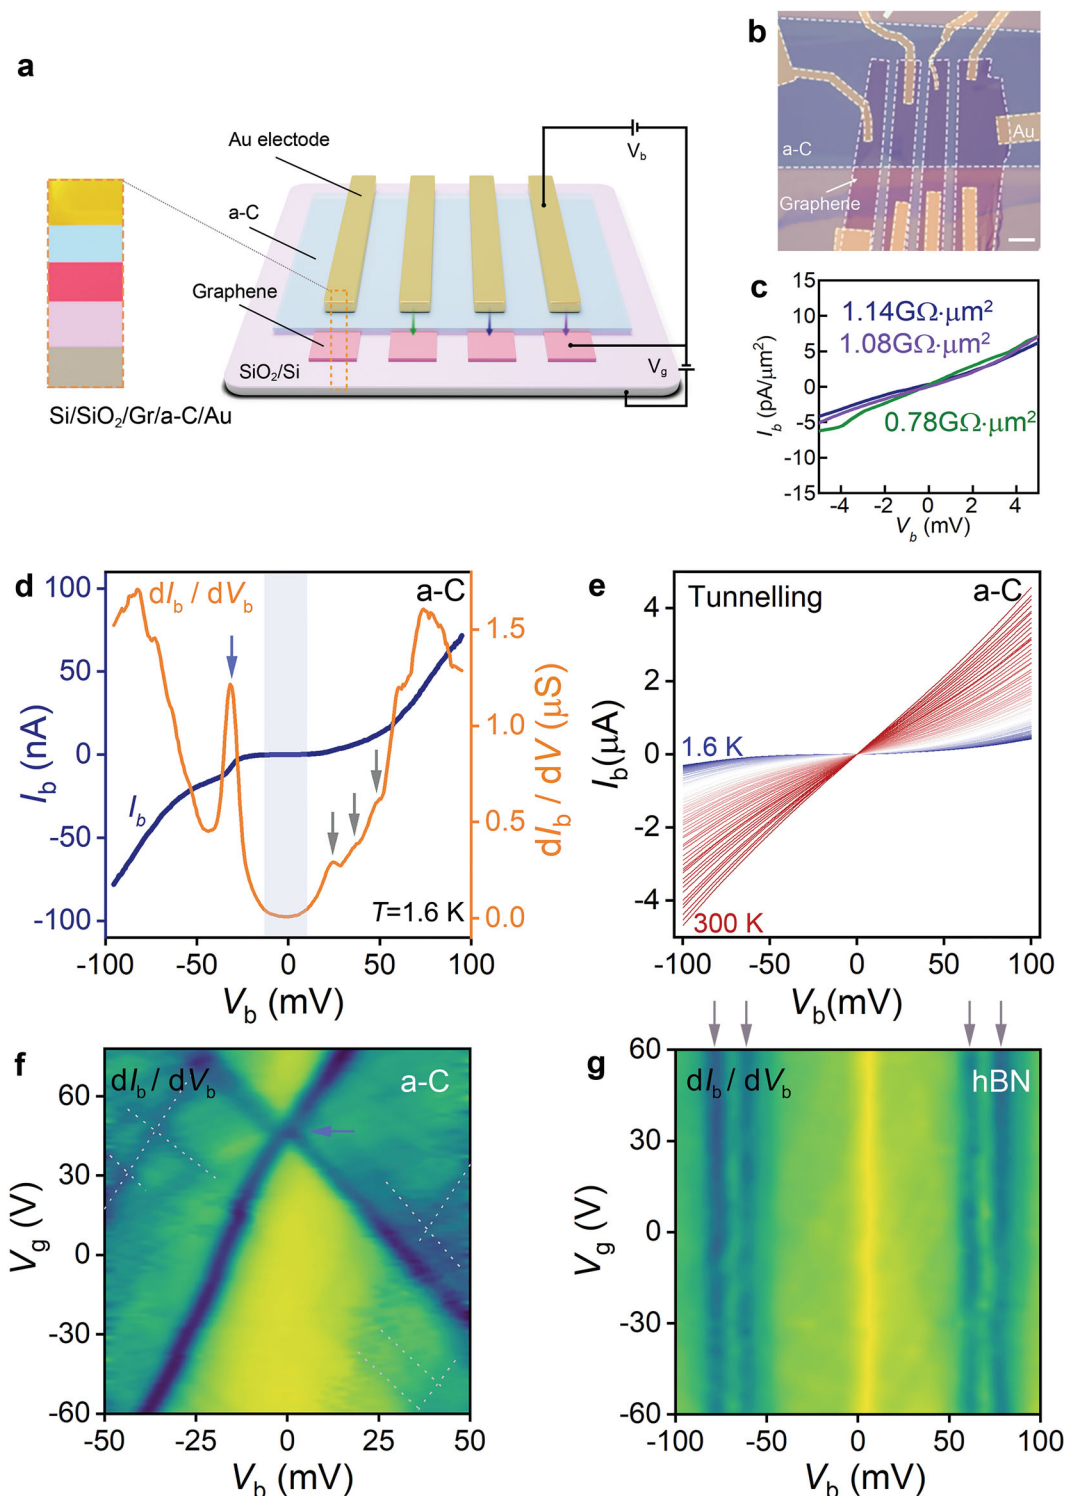 a
Au electode
a-C
Graphene
SiO₂/Si
V_b
V_g
Si/SiO₂/Gr/a-C/Au
b
a-C
Au
Graphene
c
15
10
5
0
-5
-10
-15
I_b (pA/μm²)
1.14GΩ·μm²
1.08GΩ·μm²
0.78GΩ·μm²
-4
-2
0
2
4
V_b (mV)
d
100
50
0
-50
-100
I_b (nA)
dI_b / dV_b
a-C
I_b
T=1.6 K
1.5
1.0
0.5
0.0
dI_b / dV (μS)
-100
-50
0
50
100
V_b (mV)
e
4
2
0
-2
-4
I_b(μA)
Tunnelling
a-C
1.6 K
300 K
-100
-50
0
50
100
V_b(mV)
f
60
30
0
-30
-60
V_g (V)
dI_b / dV_b
a-C
-50
-25
0
25
50
V_b (mV)
g
60
30
0
-30
-60
V_g (V)
dI_b / dV_b
hBN
-100
-50
0
50
100
V_b (mV)